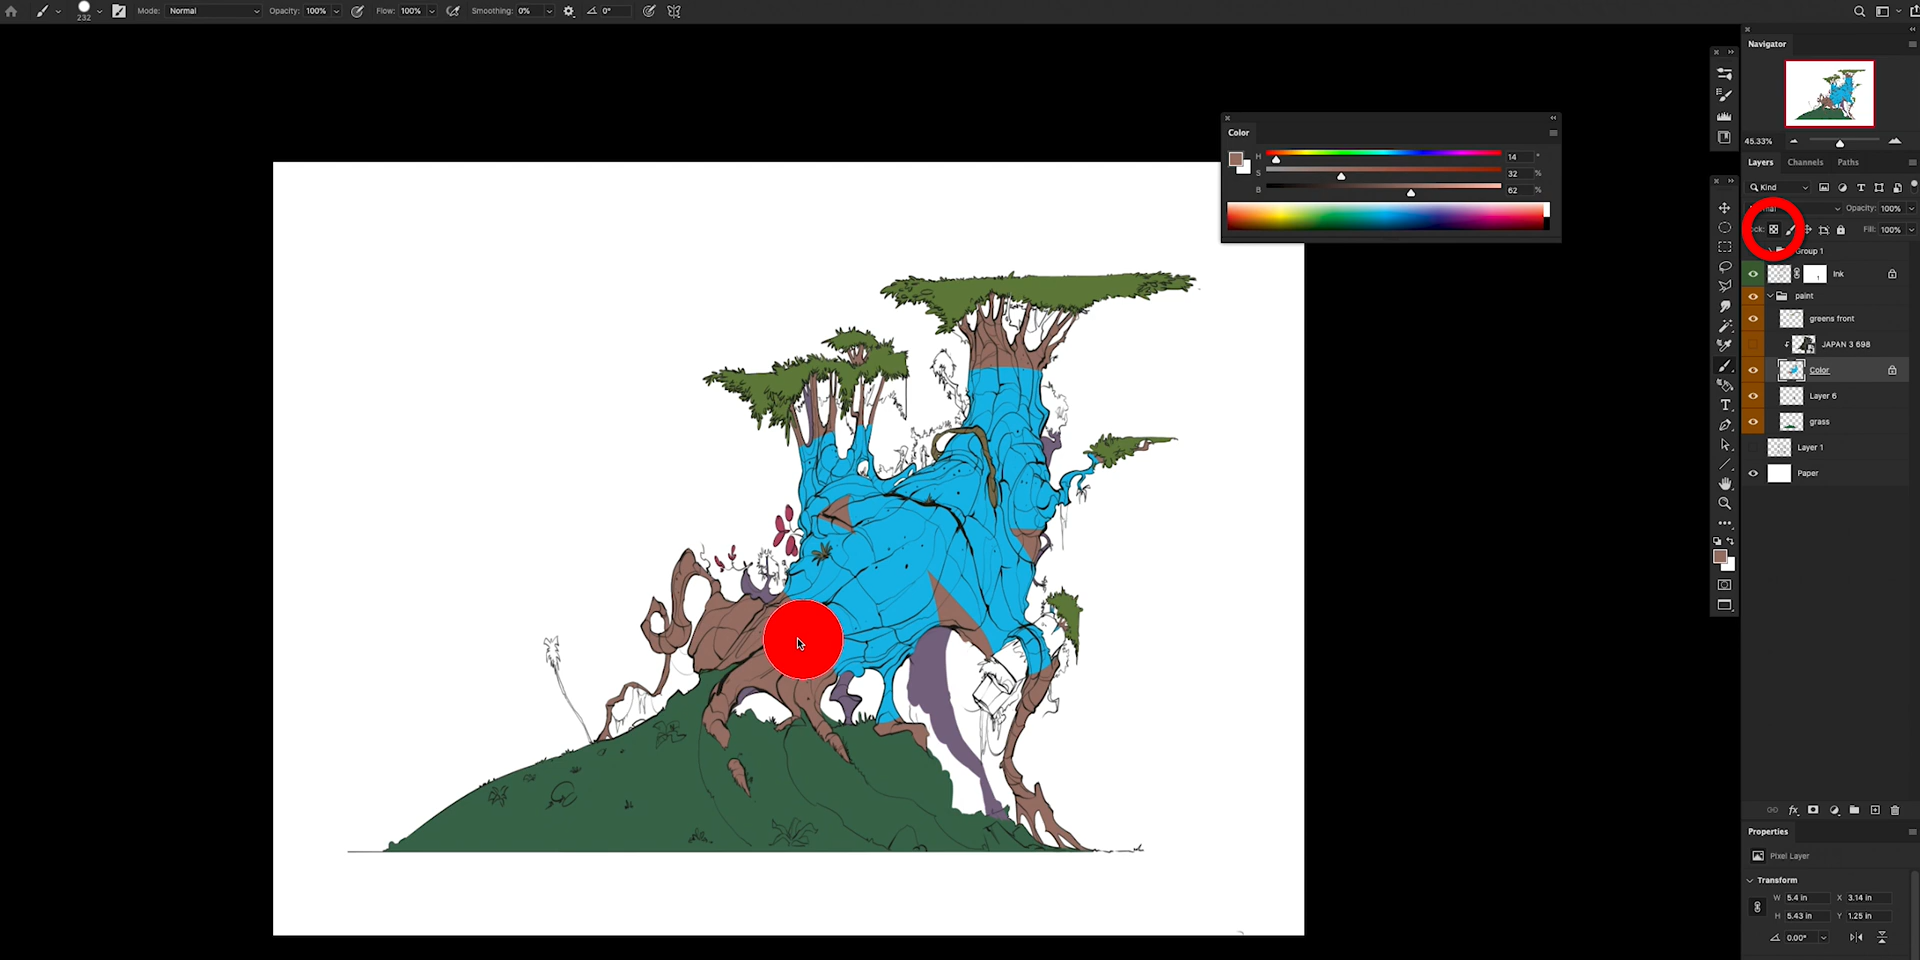 Mode: Normal Opacity: 100% Flow: 100% Smoothing: 0% 0°
232
Navigator
45.33%
Color
H 14 °
S 32 %
B 62 %
Layers Channels Paths
Kind
Opacity: 100%
Fill: 100%
Group 1
Ink
paint
greens front
JAPAN 3 698
Color
Layer 6
grass
Layer 1
Paper
fx
Properties
Pixel Layer
Transform
W 5.4 in X 3.14 in
H 5.43 in Y 1.25 in
0.00°